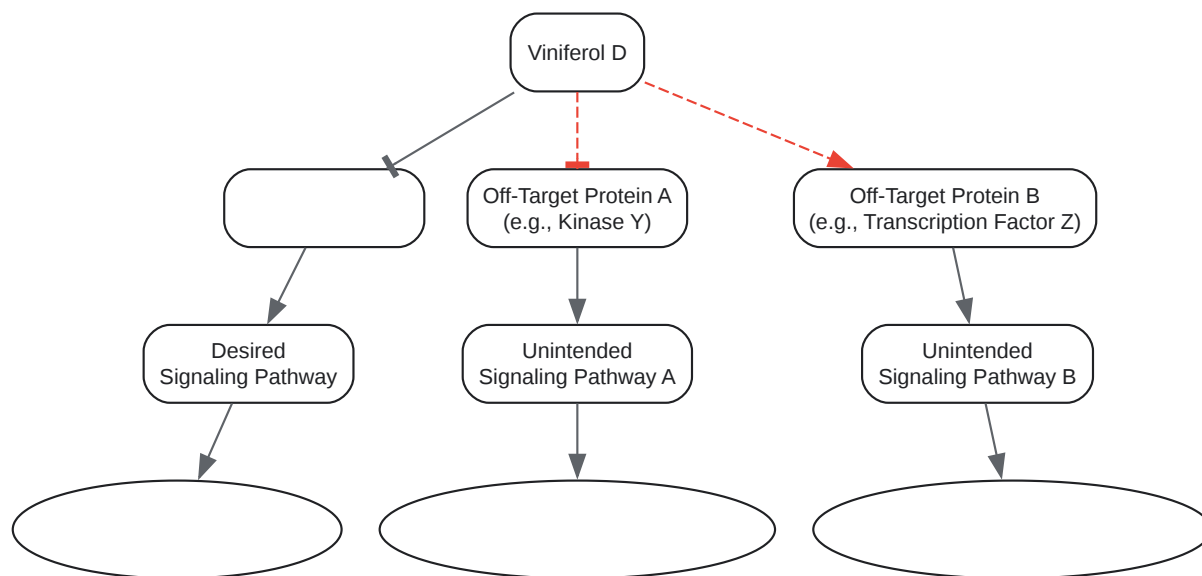 Viniferol D
Off-Target Protein A
(e.g., Kinase Y)
Off-Target Protein B
(e.g., Transcription Factor Z)
Desired
Signaling Pathway
Unintended
Signaling Pathway A
Unintended
Signaling Pathway B